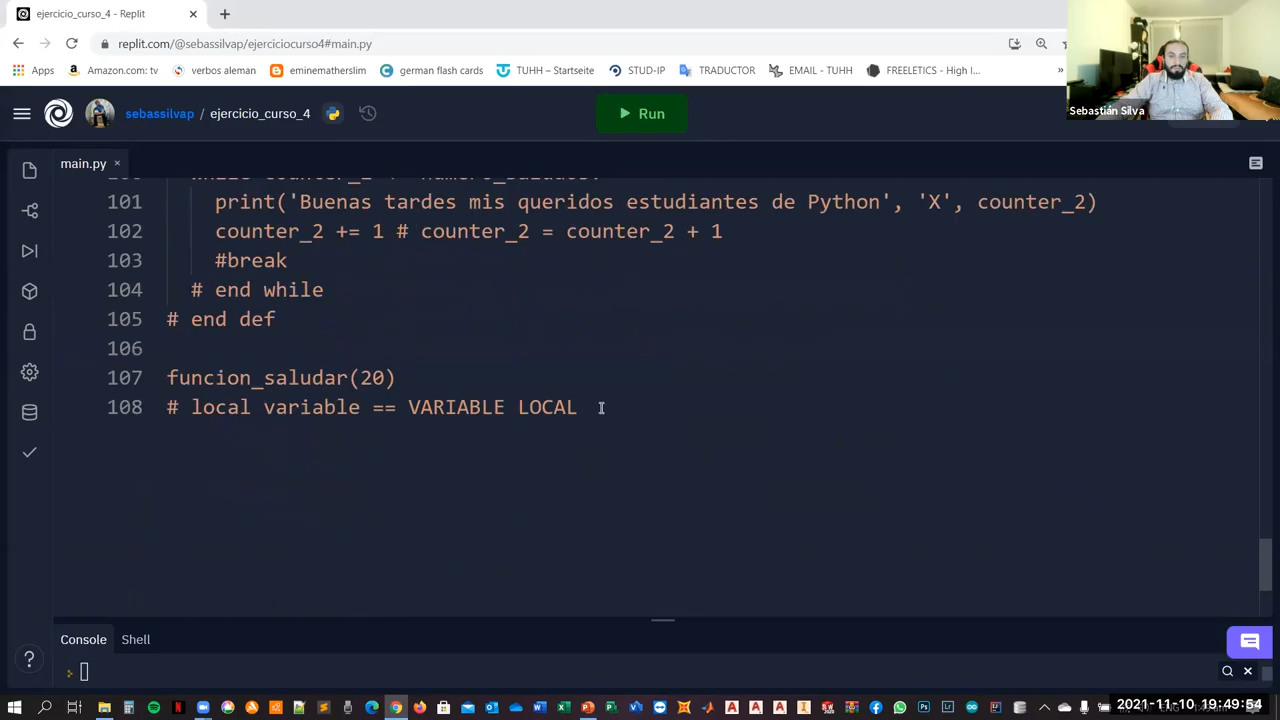 ejercicio_curso_4 - Replit
replit.com/@sebassilvap/ejerciciocurso4#main.py
Apps Amazon.com: tv verbos aleman eminematherslim german flash cards TUHH – Startseite STUD-IP TRADUCTOR EMAIL - TUHH FREELETICS - High I... »
Sebastián Silva
sebassilvap / ejercicio_curso_4
Run
main.py
101 print('Buenas tardes mis queridos estudiantes de Python', 'X', counter_2)
102 counter_2 += 1 # counter_2 = counter_2 + 1
103 #break
104 # end while
105 # end def
106
107 funcion_saludar(20)
108 # local variable == VARIABLE LOCAL
Console Shell
2021-11-10 19:49:54